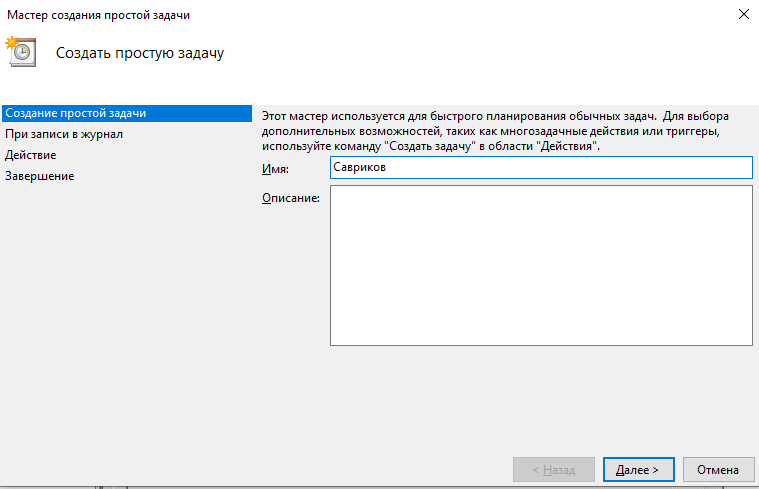 Мастер создания простой задачи
Создать простую задачу
Создание простой задачи
При записи в журнал
Действие
Завершение
Этот мастер используется для быстрого планирования обычных задач. Для выбора
дополнительных возможностей, таких как многозадачные действия или триггеры,
используйте команду "Создать задачу" в области "Действия".
Имя: Савриков
Описание:
< Назад Далее > Отмена